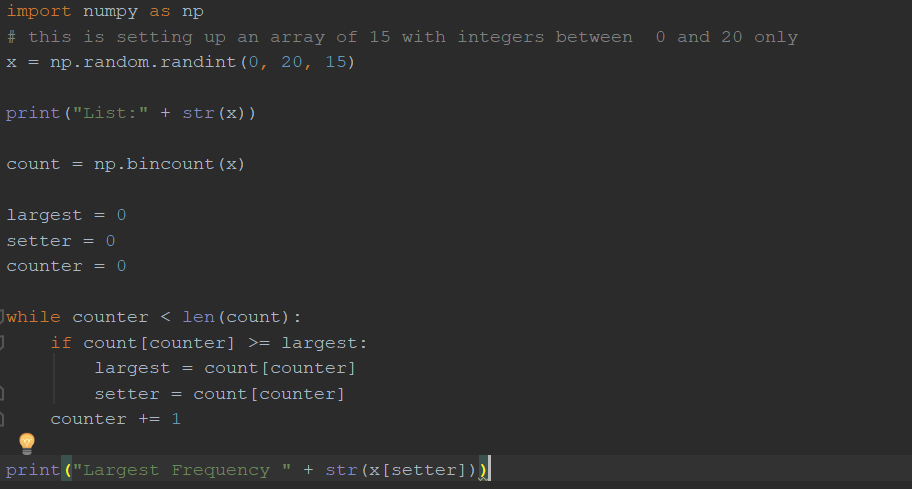 import numpy as np
# this is setting up an array of 15 with integers between  0 and 20 only
x = np.random.randint(0, 20, 15)
print("List:" + str(x))
count = np.bincount(x)
largest = 0
setter = 0
counter = 0
while counter < len(count):
    if count[counter] >= largest:
        largest = count[counter]
        setter = count[counter]
    counter += 1
print("Largest Frequency " + str(x[setter]))